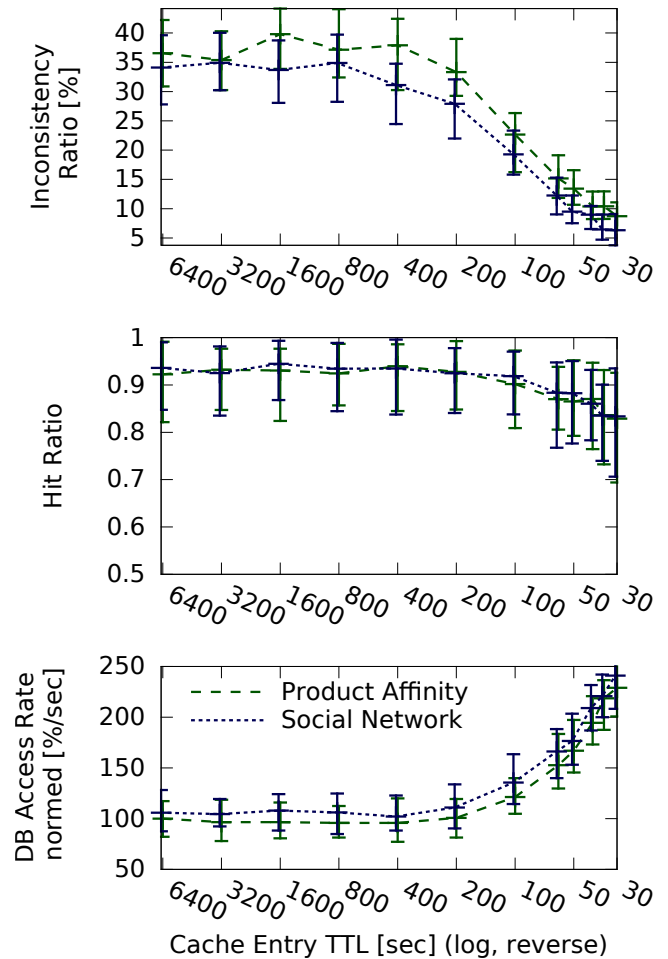 Inconsistency
Ratio [%]
40
35
30
25
20
15
10
5
6400 3200 1600 800 400 200 100 50 30
Hit Ratio
1
0.9
0.8
0.7
0.6
0.5
6400 3200 1600 800 400 200 100 50 30
DB Access Rate
normed [%/sec]
250
200
150
100
50
Product Affinity
Social Network
6400 3200 1600 800 400 200 100 50 30
Cache Entry TTL [sec] (log, reverse)